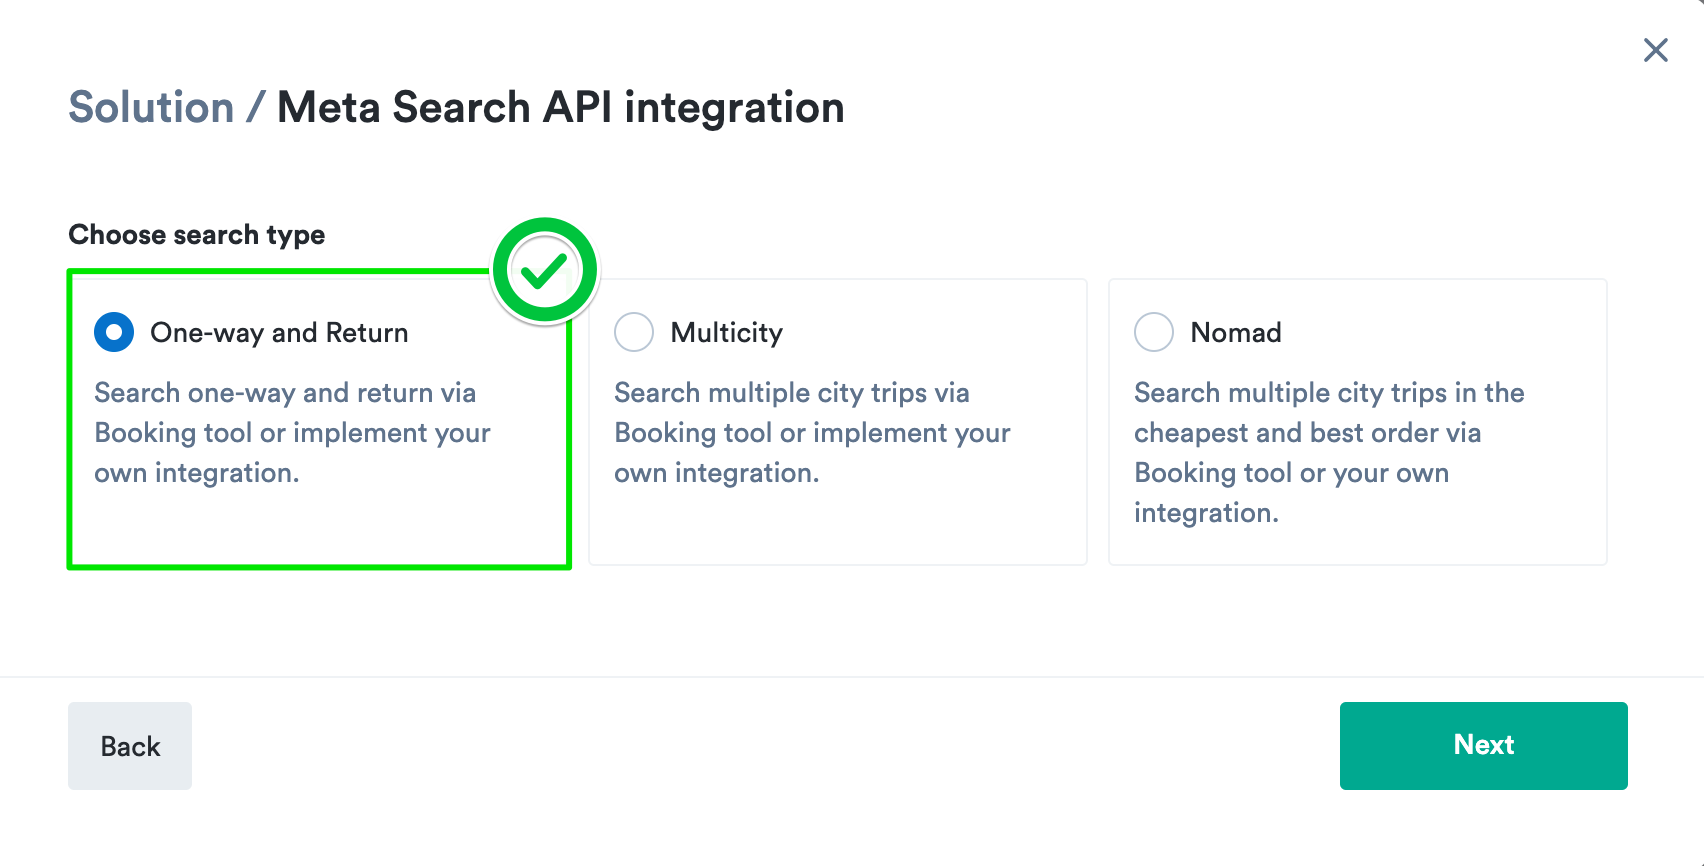 Solution / Meta Search API integration
Choose search type
One-way and Return
Search one-way and return via
Booking tool or implement your
own integration.
Multicity
Search multiple city trips via
Booking tool or implement your
own integration.
Nomad
Search multiple city trips in the
cheapest and best order via
Booking tool or your own
integration.
Back
Next